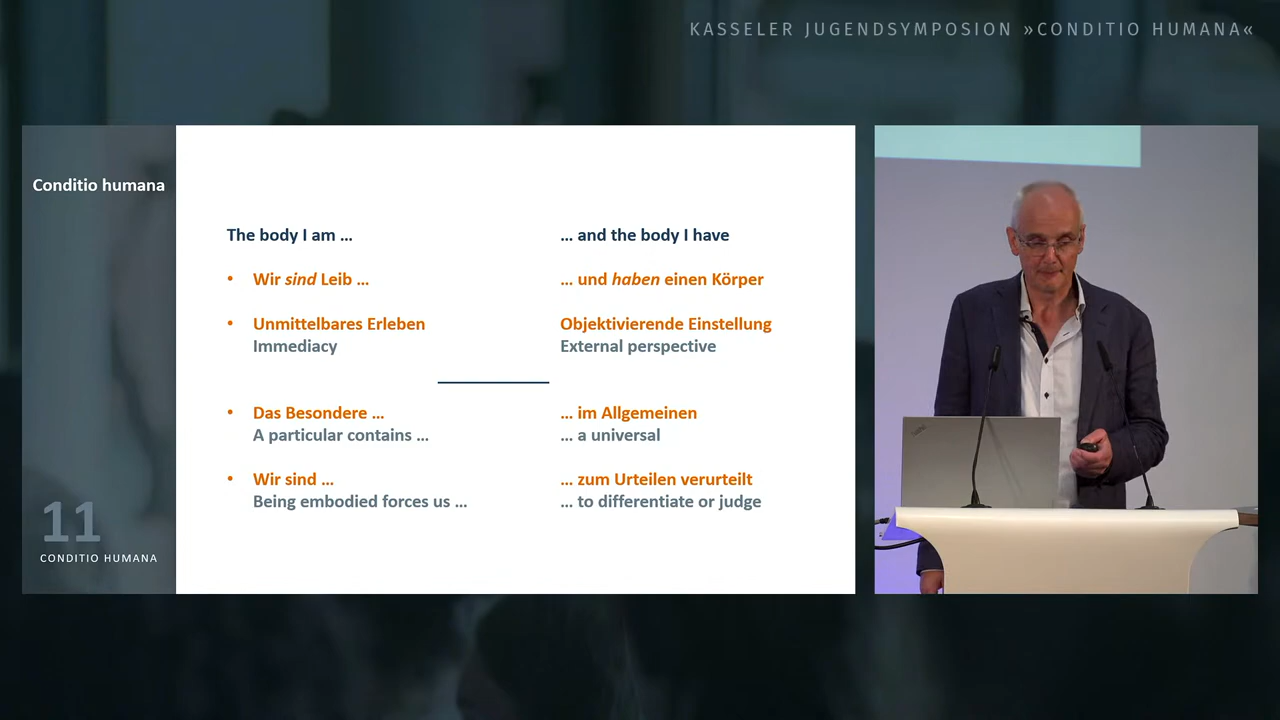 KASSELER JUGENDSYMPOSION »CONDITIO HUMANA«
Conditio humana
The body I am … … and the body I have
• Wir sind Leib … … und haben einen Körper
• Unmittelbares Erleben Objektivierende Einstellung
Immediacy External perspective
• Das Besondere … … im Allgemeinen
A particular contains … … a universal
• Wir sind … … zum Urteilen verurteilt
Being embodied forces us … … to differentiate or judge
11
CONDITIO HUMANA